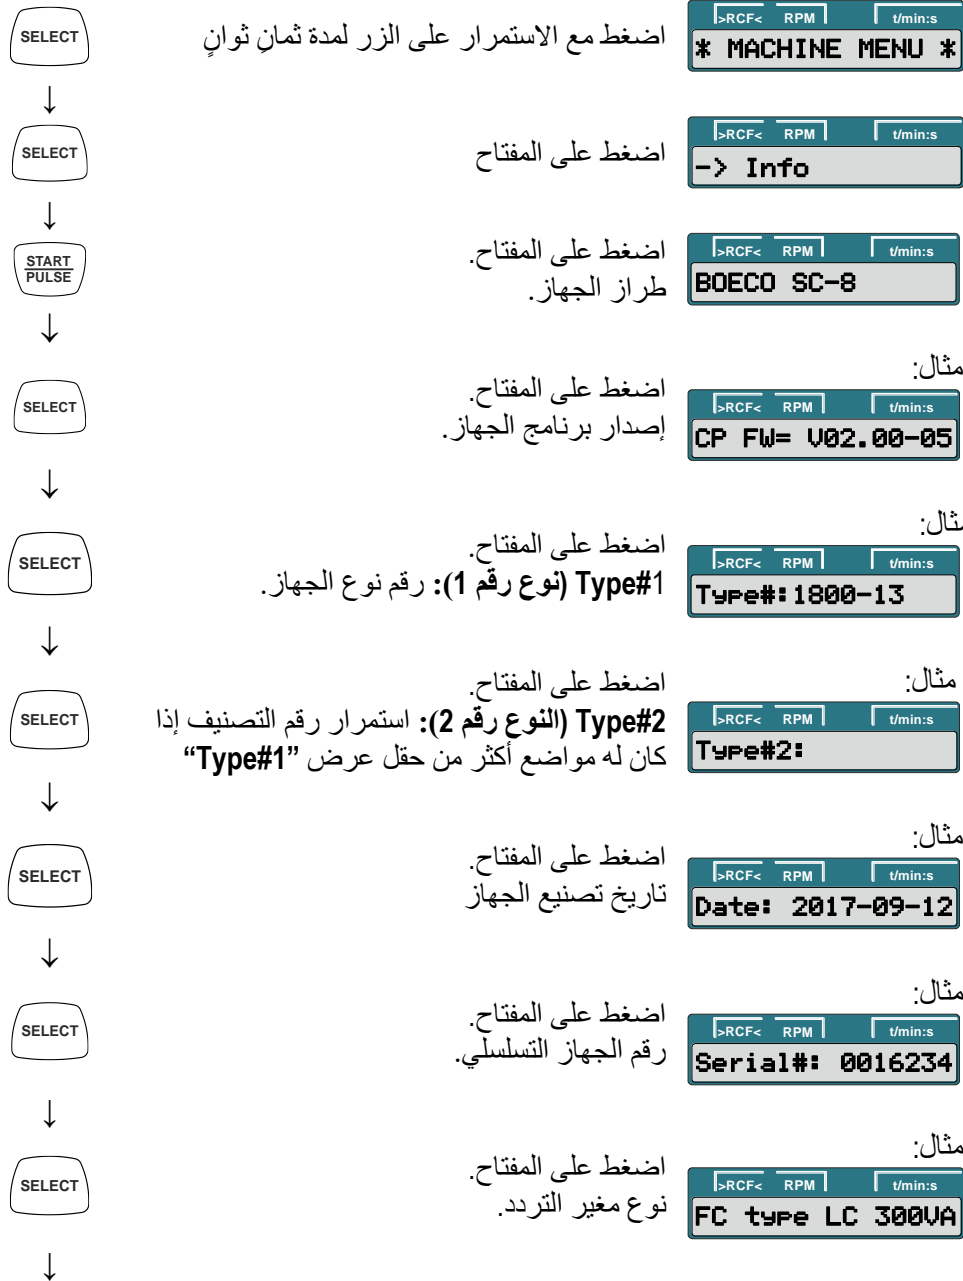 SELECT
اضغط مع الاستمرار على الزر لمدة ثمانِ ثوانٍ
>RCF< RPM t/min:s
* MACHINE MENU *
↓
SELECT
اضغط على المفتاح
>RCF< RPM t/min:s
-> Info
↓
START
PULSE
اضغط على المفتاح.
طراز الجهاز.
>RCF< RPM t/min:s
BOECO SC-8
↓
مثال:
SELECT
اضغط على المفتاح.
إصدار برنامج الجهاز.
>RCF< RPM t/min:s
CP FW= V02.00-05
↓
مثال:
SELECT
اضغط على المفتاح.
Type#1 (نوع رقم 1): رقم نوع الجهاز.
>RCF< RPM t/min:s
Type#:1800-13
↓
مثال:
SELECT
اضغط على المفتاح.
Type#2 (النوع رقم 2): استمرار رقم التصنيف إذا
كان له مواضع أكثر من حقل عرض “Type#1”
>RCF< RPM t/min:s
Type#2:
↓
مثال:
SELECT
اضغط على المفتاح.
تاريخ تصنيع الجهاز
>RCF< RPM t/min:s
Date: 2017-09-12
↓
مثال:
SELECT
اضغط على المفتاح.
رقم الجهاز التسلسلي.
>RCF< RPM t/min:s
Serial#: 0016234
↓
مثال:
SELECT
اضغط على المفتاح.
نوع مغير التردد.
>RCF< RPM t/min:s
FC type LC 300VA
↓